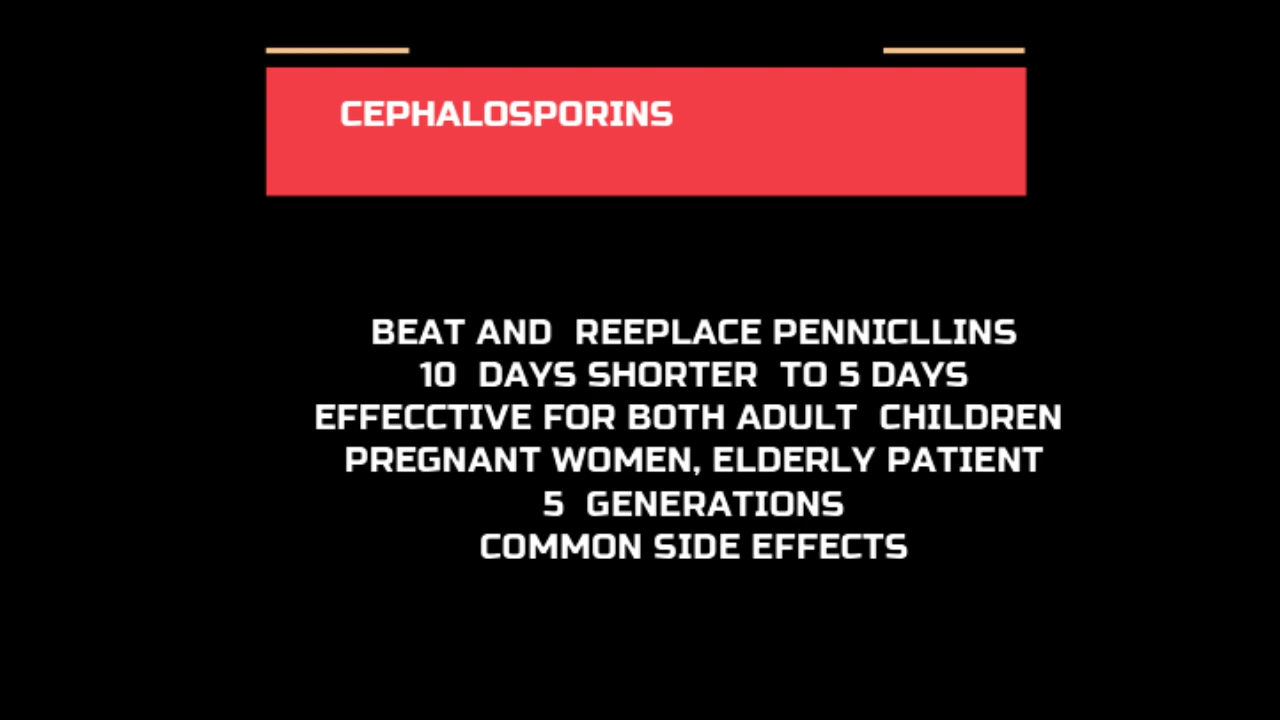 CEPHALOSPORINS
BEAT AND REEPLACE PENNICLLINS
10 DAYS SHORTER TO 5 DAYS
EFFECCTIVE FOR BOTH ADULT CHILDREN
PREGNANT WOMEN, ELDERLY PATIENT
5 GENERATIONS
COMMON SIDE EFFECTS